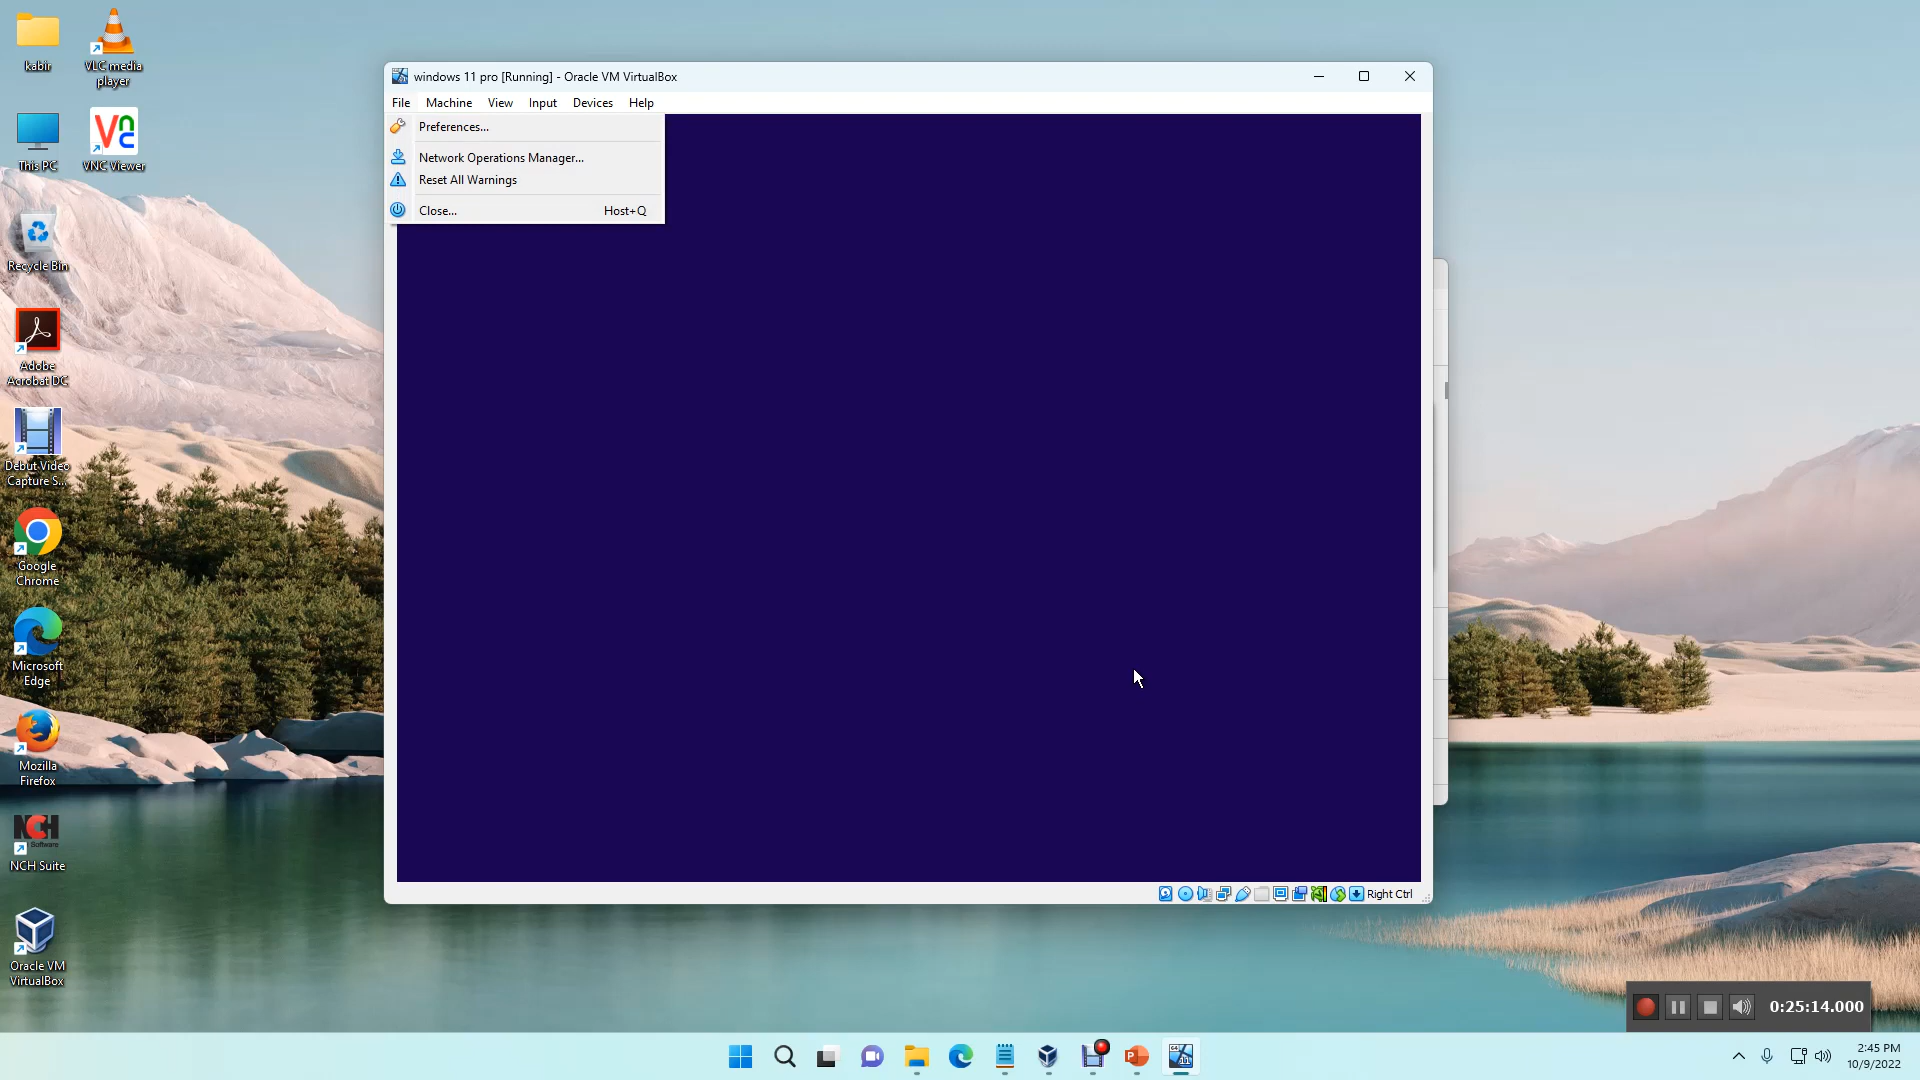 kabir
VLC media
player
This PC
VNC Viewer
Recycle Bin
Adobe
Acrobat DC
Debut Video
Capture S...
Google
Chrome
Microsoft
Edge
Mozilla
Firefox
NCH
Software
NCH Suite
Oracle VM
VirtualBox
windows 11 pro [Running] - Oracle VM VirtualBox
File Machine View Input Devices Help
Preferences...
Network Operations Manager...
Reset All Warnings
Close... Host+Q
Right Ctrl
0:25:14.000
2:45 PM
10/9/2022